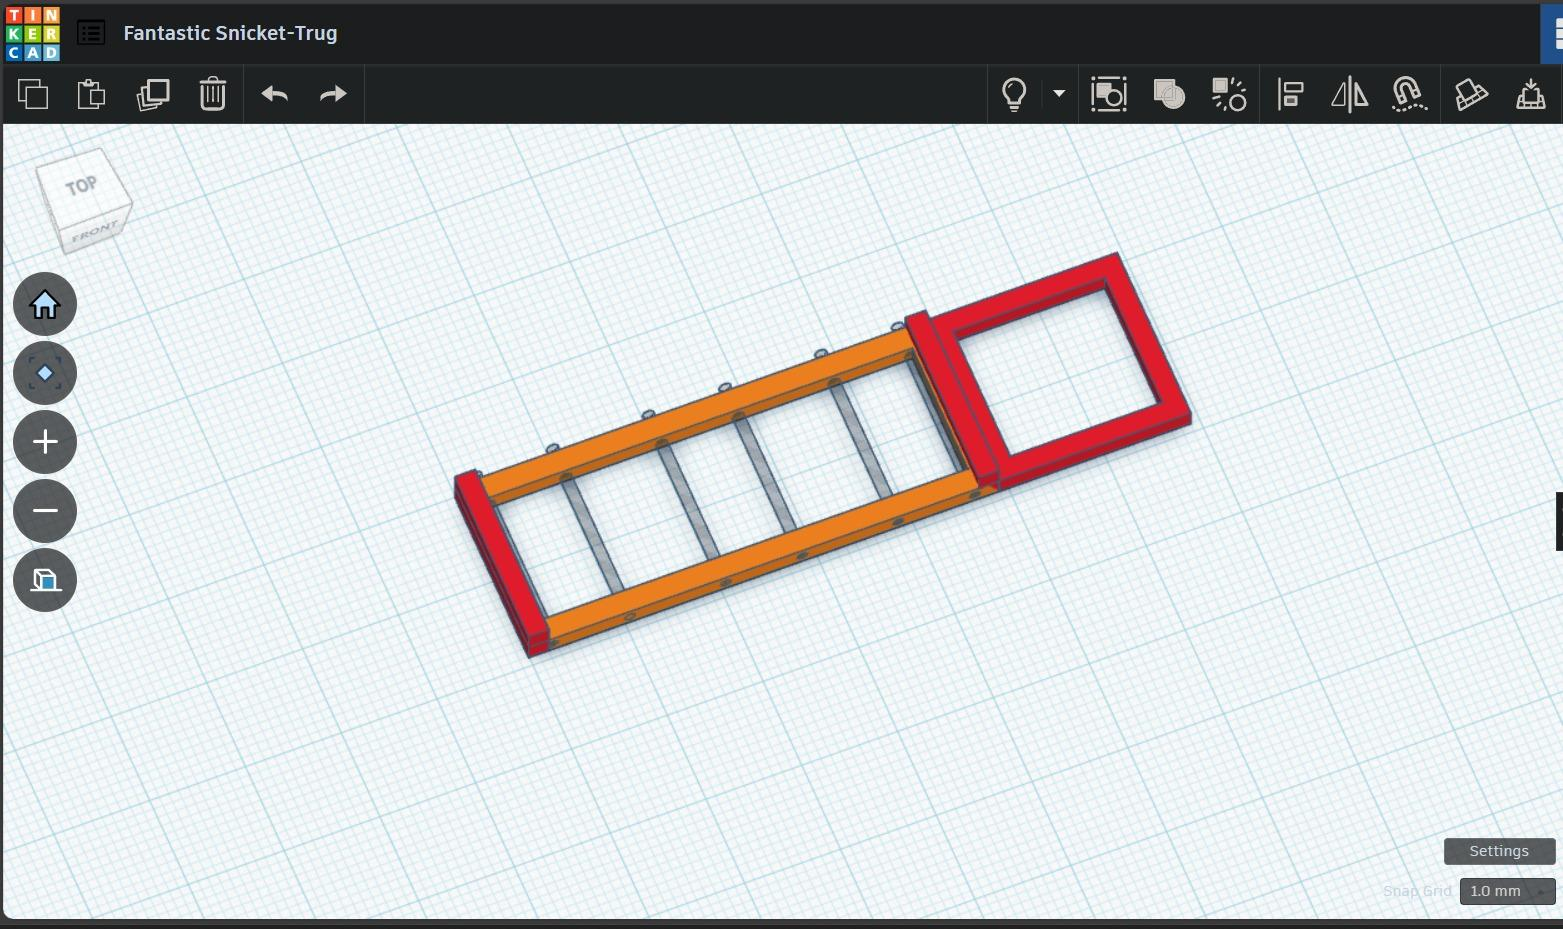 TIN
KER
CAD
Fantastic Snicket-Trug
TOP
FRONT
Settings
Snap Grid 1.0 mm